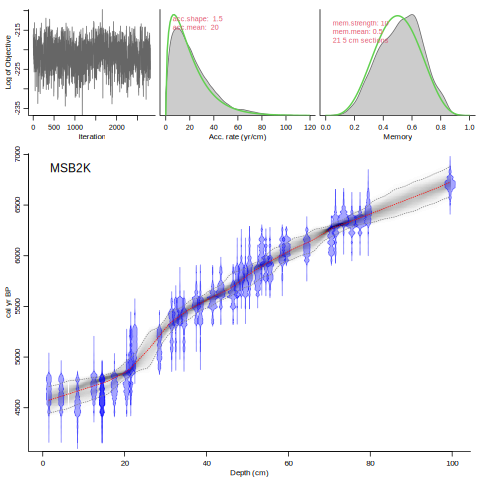 Log of Objective
-235
-225
-215
0
500
1000
2000
Iteration
acc.shape: 1.5
acc.mean: 20
0
20
40
60
80
100
120
Acc. rate (yr/cm)
mem.strength: 10
mem.mean: 0.5
21 5 cm sections
0.0
0.2
0.4
0.6
0.8
1.0
Memory
MSB2K
cal yr BP
4500
5000
5500
6000
6500
7000
0
20
40
60
80
100
Depth (cm)